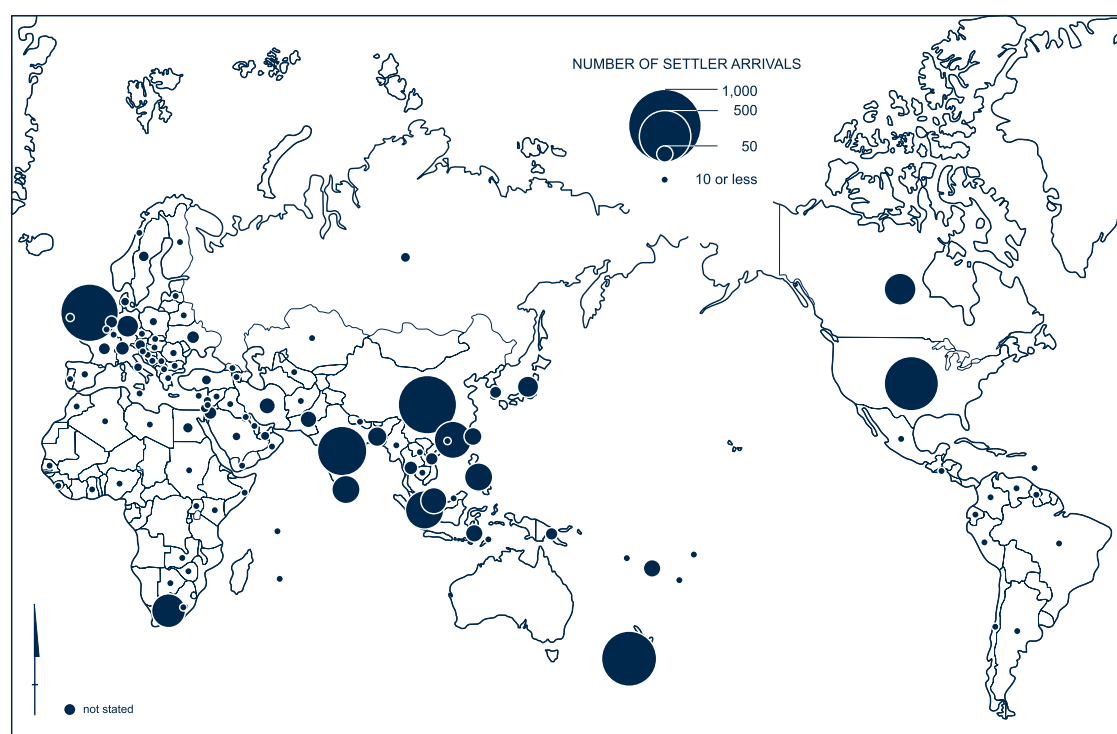 NUMBER OF SETTLER ARRIVALS
1,000
500
50
10 or less
not stated